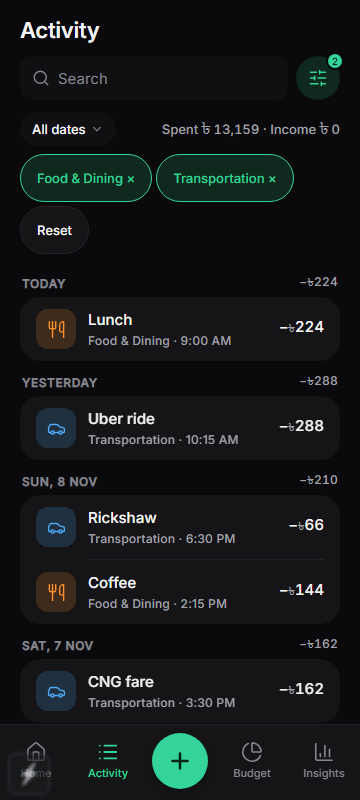 Activity
Search
2
All dates
Spent ৳ 13,159 · Income ৳ 0
Food & Dining ×
Transportation ×
Reset
TODAY
−৳224
Lunch
−৳224
Food & Dining · 9:00 AM
YESTERDAY
−৳288
Uber ride
−৳288
Transportation · 10:15 AM
SUN, 8 NOV
−৳210
Rickshaw
−৳66
Transportation · 6:30 PM
Coffee
−৳144
Food & Dining · 2:15 PM
SAT, 7 NOV
−৳162
CNG fare
−৳162
Transportation · 3:30 PM
Home
Activity
Budget
Insights